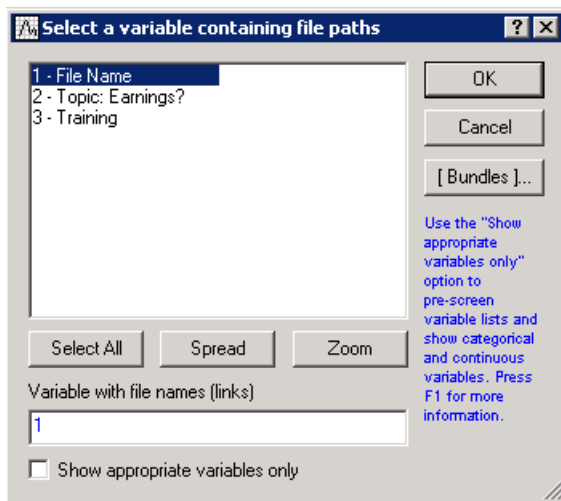 Select a variable containing file paths
1 - File Name
2 - Topic: Earnings?
3 - Training
OK
Cancel
[ Bundles ]...
Use the "Show
appropriate
variables only"
option to
pre-screen
variable lists and
show categorical
and continuous
variables. Press
F1 for more
information.
Select All
Spread
Zoom
Variable with file names (links)
1
Show appropriate variables only